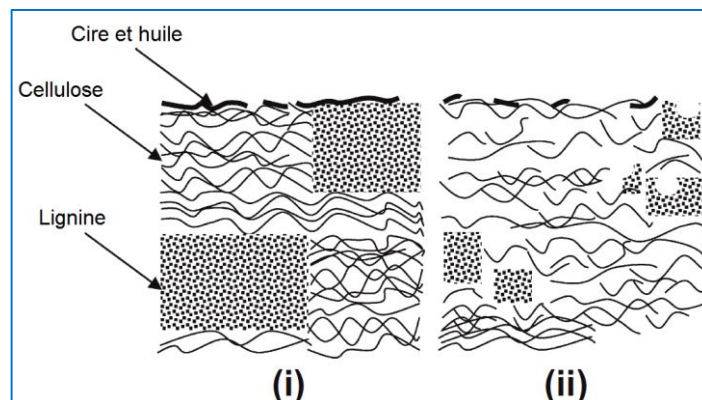 Cire et huile
Cellulose
Lignine
(i)
(ii)